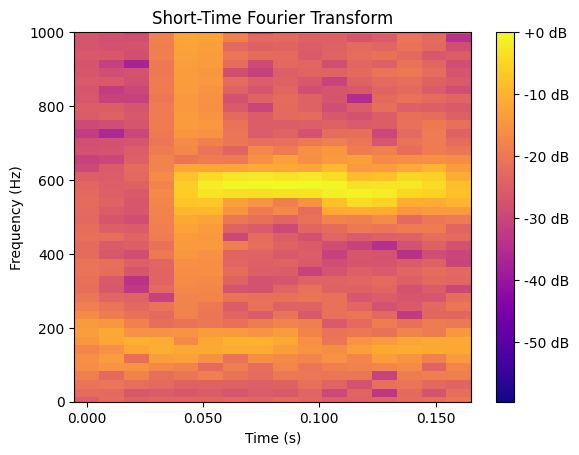 Short-Time Fourier Transform
1000
800
600
400
200
0
Frequency (Hz)
0.000
0.050
0.100
0.150
Time (s)
+0 dB
-10 dB
-20 dB
-30 dB
-40 dB
-50 dB